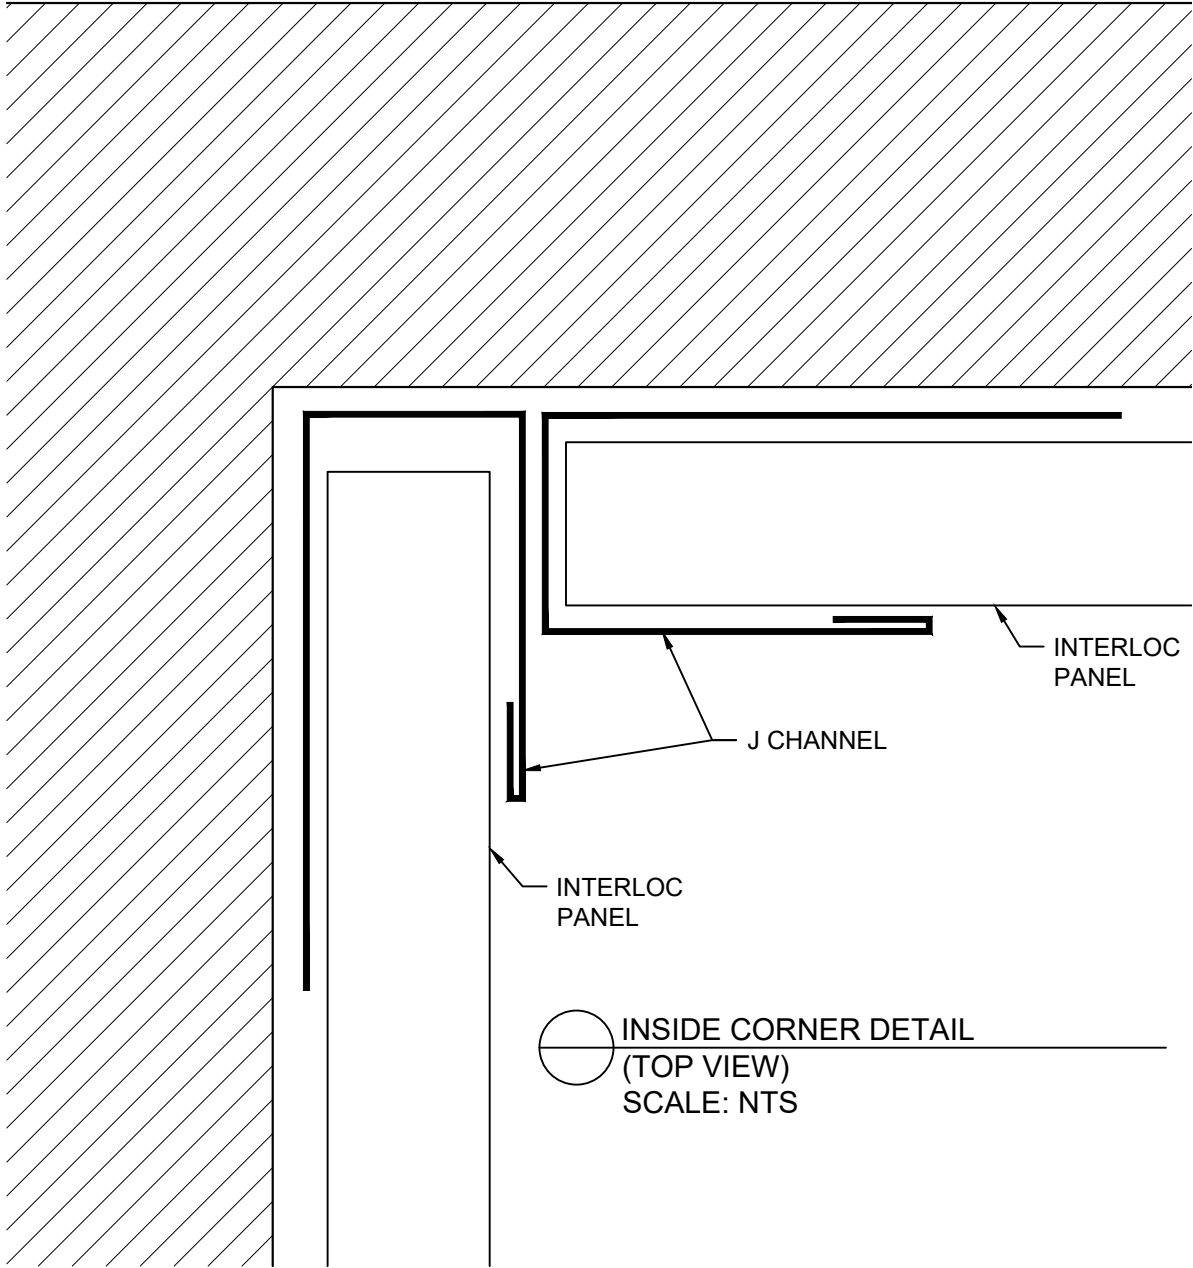 INTERLOC
PANEL
J CHANNEL
INTERLOC
PANEL
INSIDE CORNER DETAIL
(TOP VIEW)
SCALE: NTS